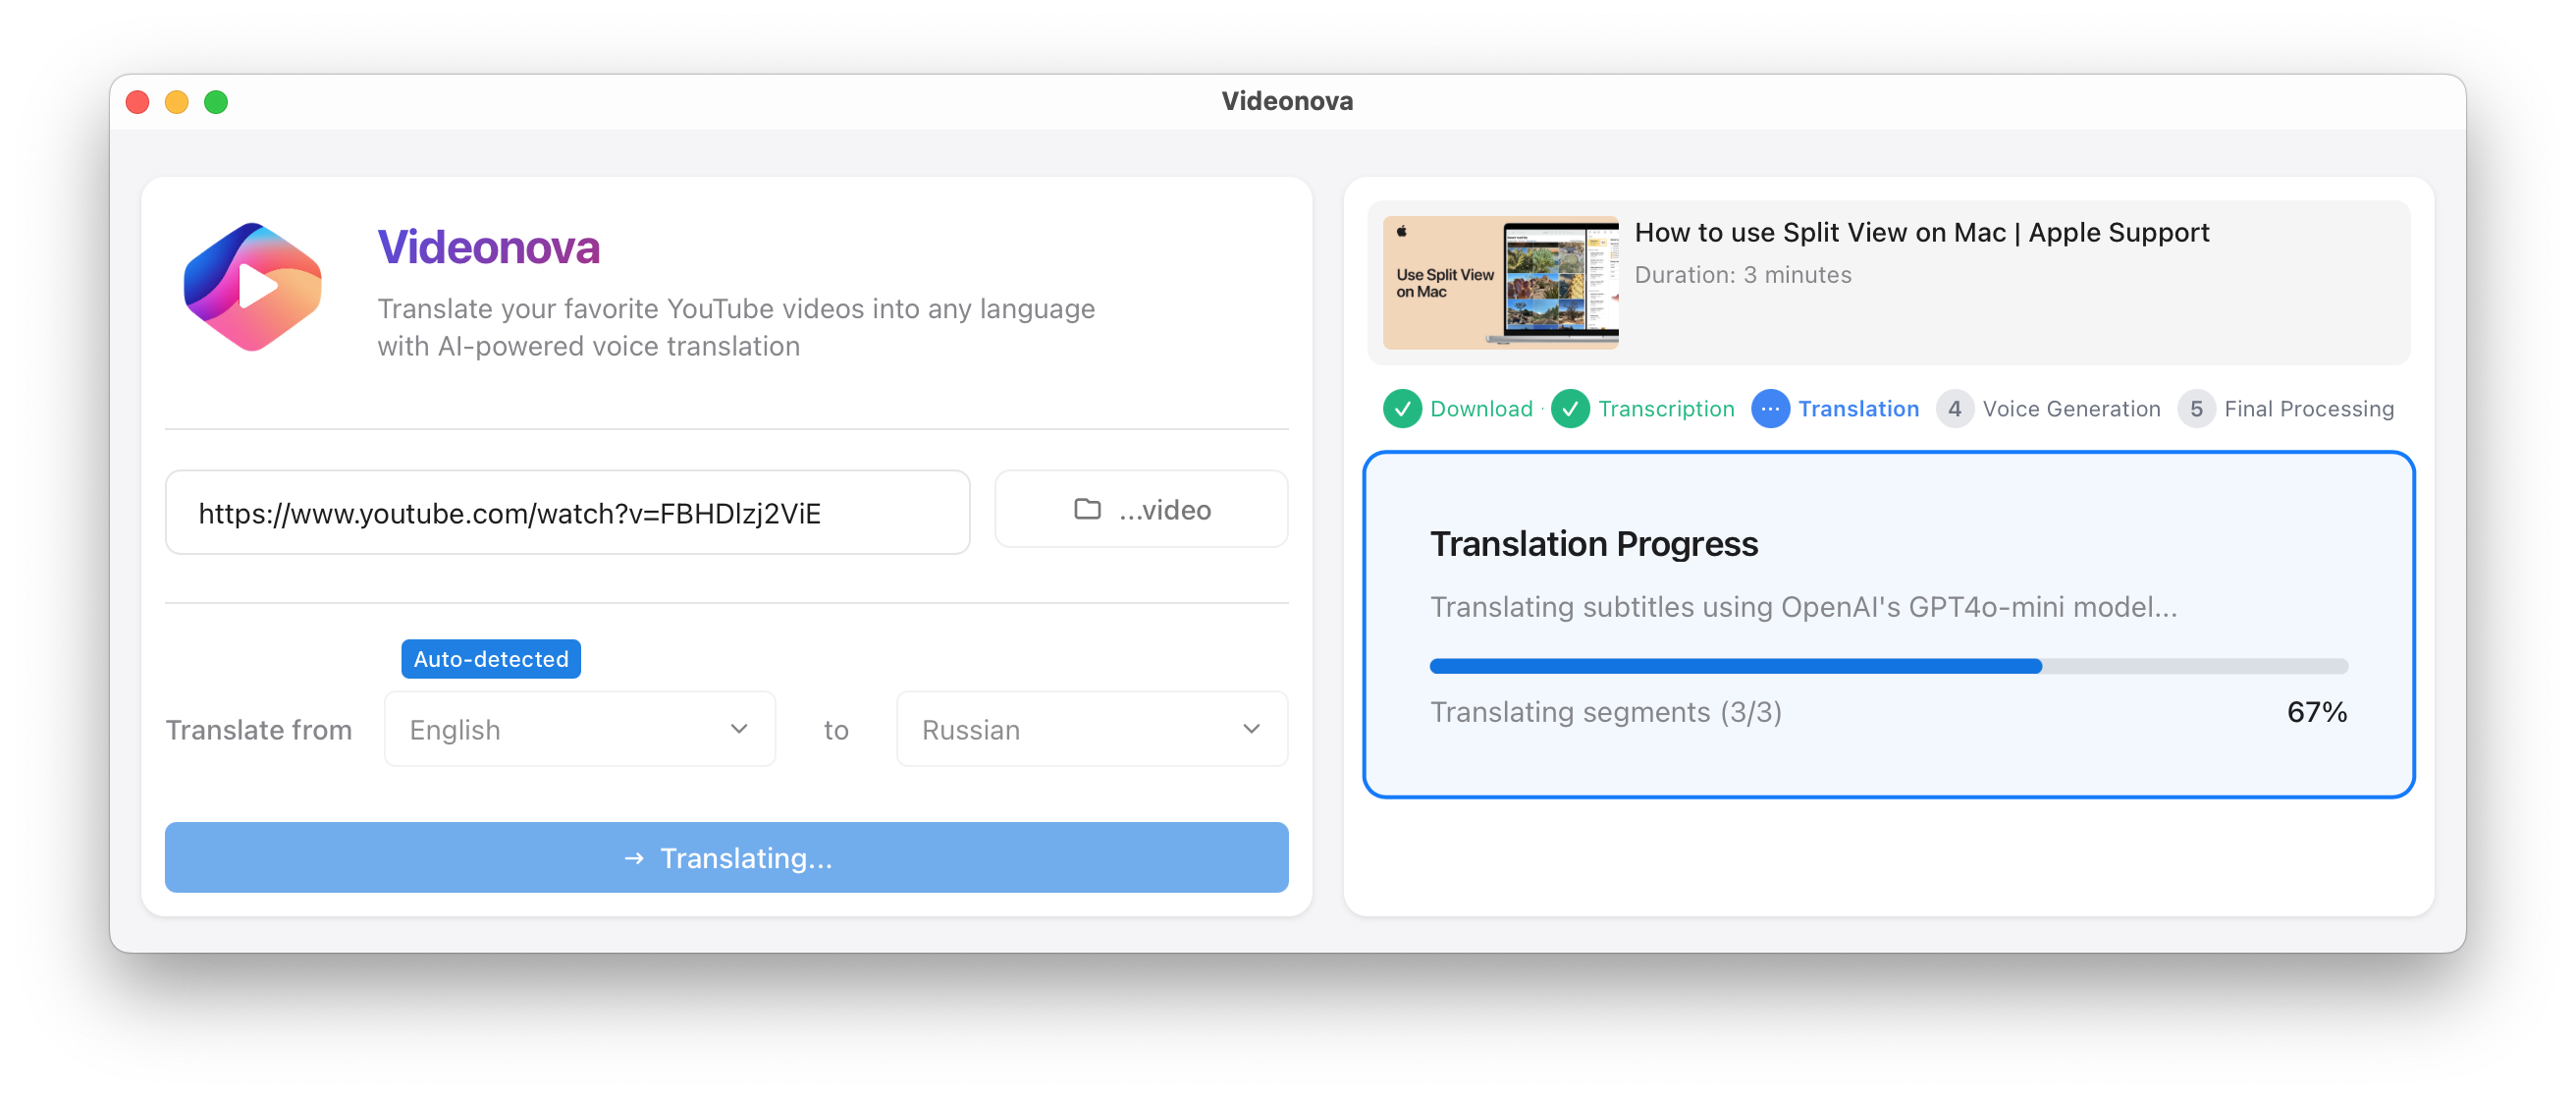 Videonova
Videonova
Translate your favorite YouTube videos into any language
with AI-powered voice translation
https://www.youtube.com/watch?v=FBHDlzj2ViE
...video
Auto-detected
Translate from English to Russian
→ Translating...
Use Split View
on Mac
How to use Split View on Mac | Apple Support
Duration: 3 minutes
Download Transcription Translation 4 Voice Generation 5 Final Processing
Translation Progress
Translating subtitles using OpenAI's GPT4o-mini model...
Translating segments (3/3) 67%